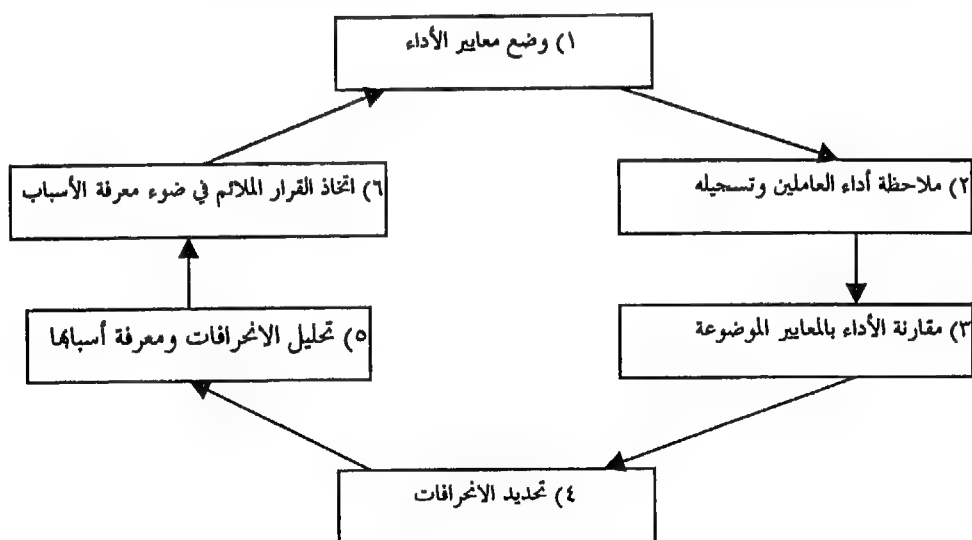 ١) وضع معايير الأداء
٢) ملاحظة أداء العاملين وتسجيله
٣) مقارنة الأداء بالمعايير الموضوعة
٤) تحديد الانحرافات
٥) تحليل الانحرافات ومعرفة أسبابها
٦) اتخاذ القرار الملائم في ضوء معرفة الأسباب